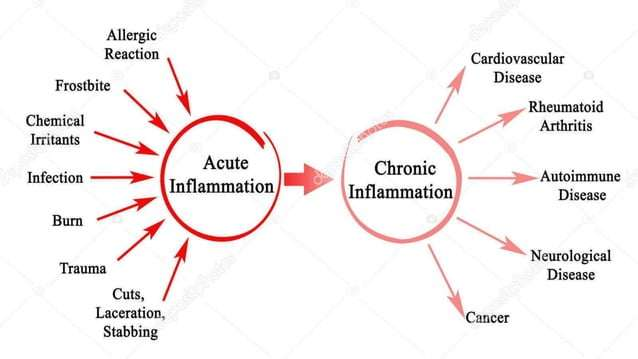 Allergic
Reaction
Frostbite
Chemical
Irritants
Infection
Burn
Trauma
Cuts,
Laceration,
Stabbing
Acute
Inflammation
Chronic
Inflammation
Cardiovascular
Disease
Rheumatoid
Arthritis
Autoimmune
Disease
Neurological
Disease
Cancer